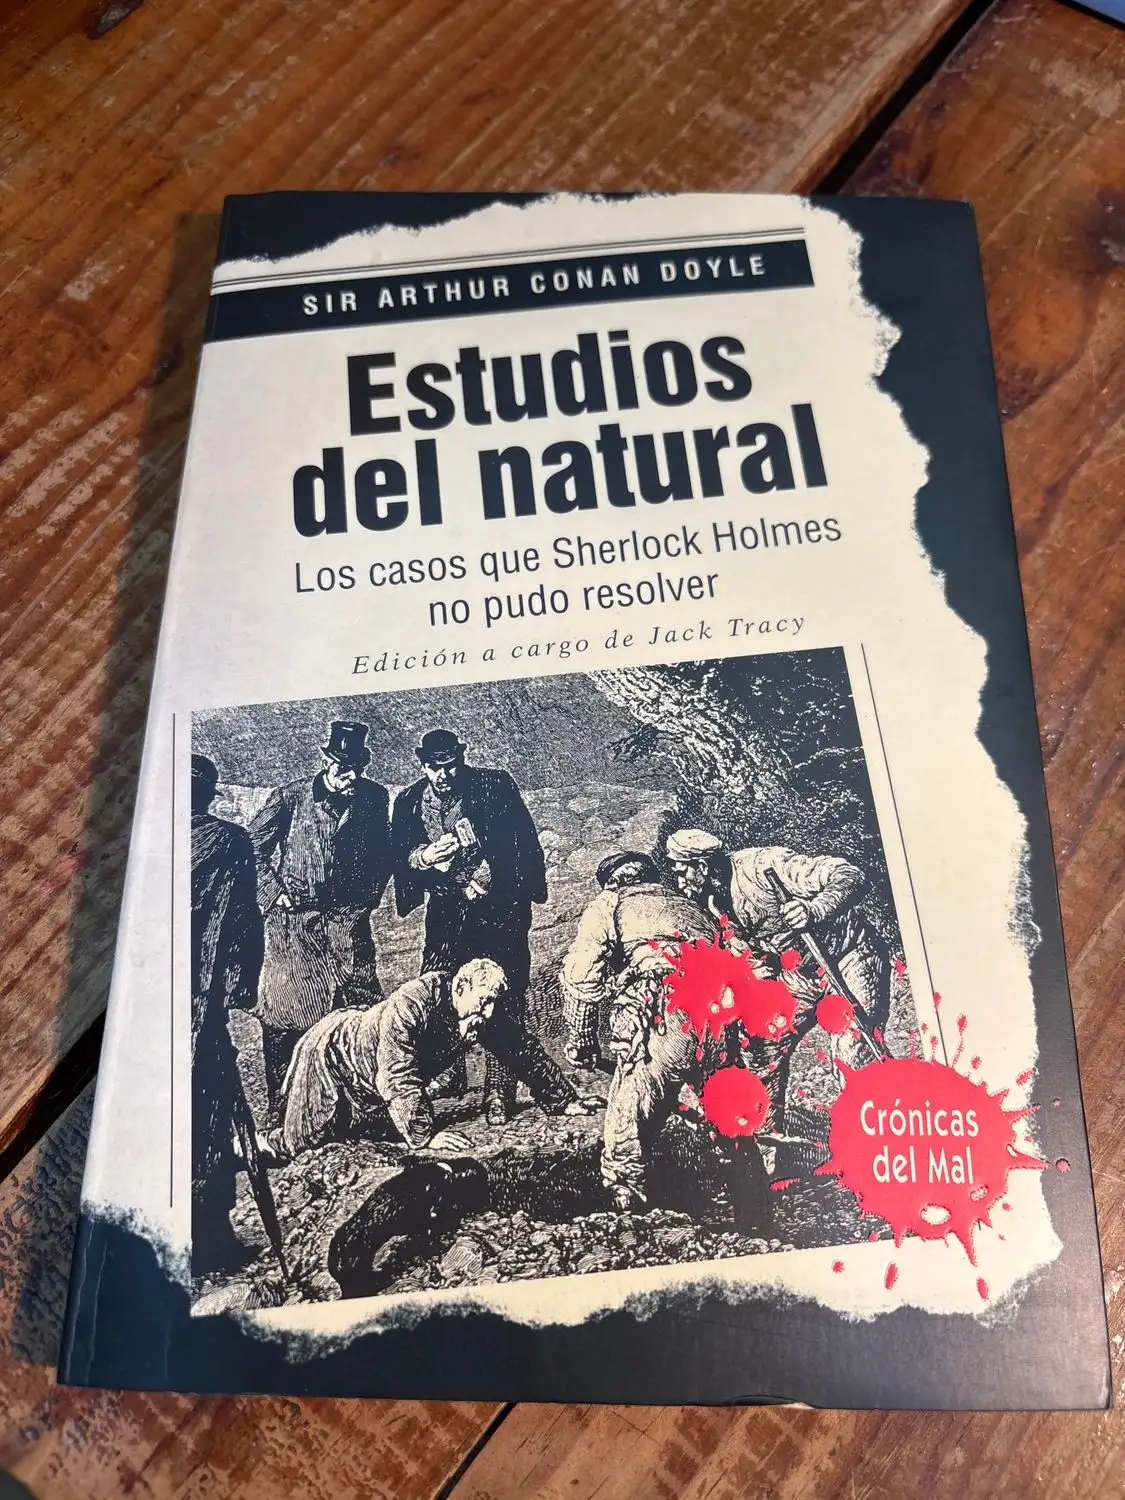 SIR ARTHUR CONAN DOYLE
Estudios
del natural
Los casos que Sherlock Holmes
no pudo resolver
Edición a cargo de Jack Tracy
Crónicas
del Mal